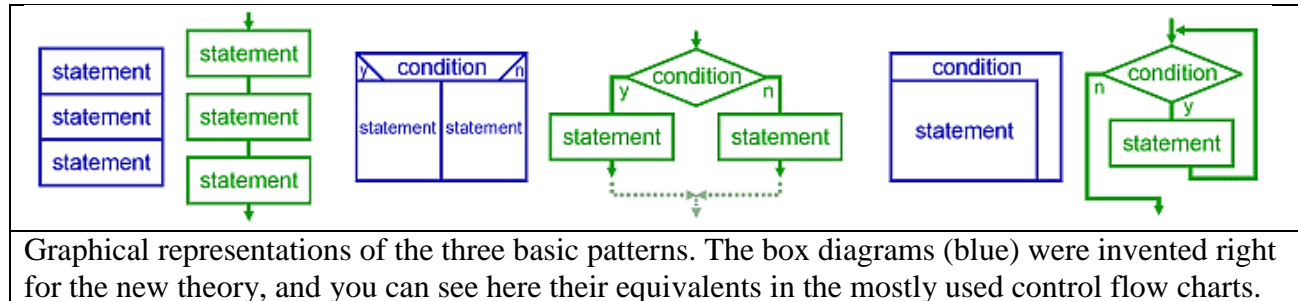 statement
statement
statement
statement
statement
statement
y condition n
statement statement
condition
y n
statement statement
condition
statement
condition
n
y
statement
Graphical representations of the three basic patterns. The box diagrams (blue) were invented right
for the new theory, and you can see here their equivalents in the mostly used control flow charts.